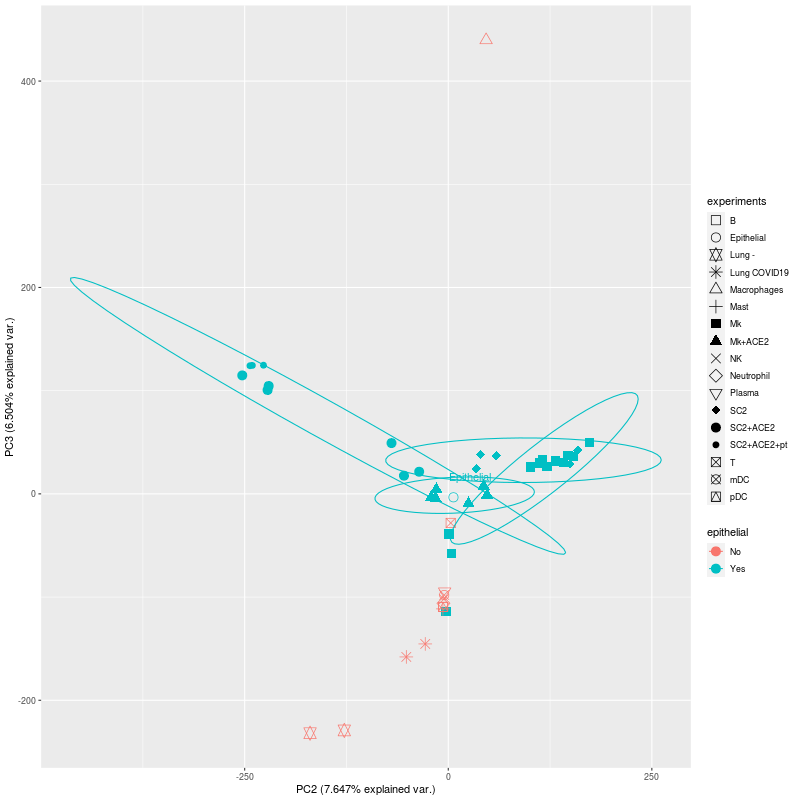 400
200
0
-200
PC3 (6.504% explained var.)
Epithelial
-250
0
250
PC2 (7.647% explained var.)
experiments
B
Epithelial
Lung -
Lung COVID19
Macrophages
Mast
Mk
Mk+ACE2
NK
Neutrophil
Plasma
SC2
SC2+ACE2
SC2+ACE2+pt
T
mDC
pDC
epithelial
No
Yes